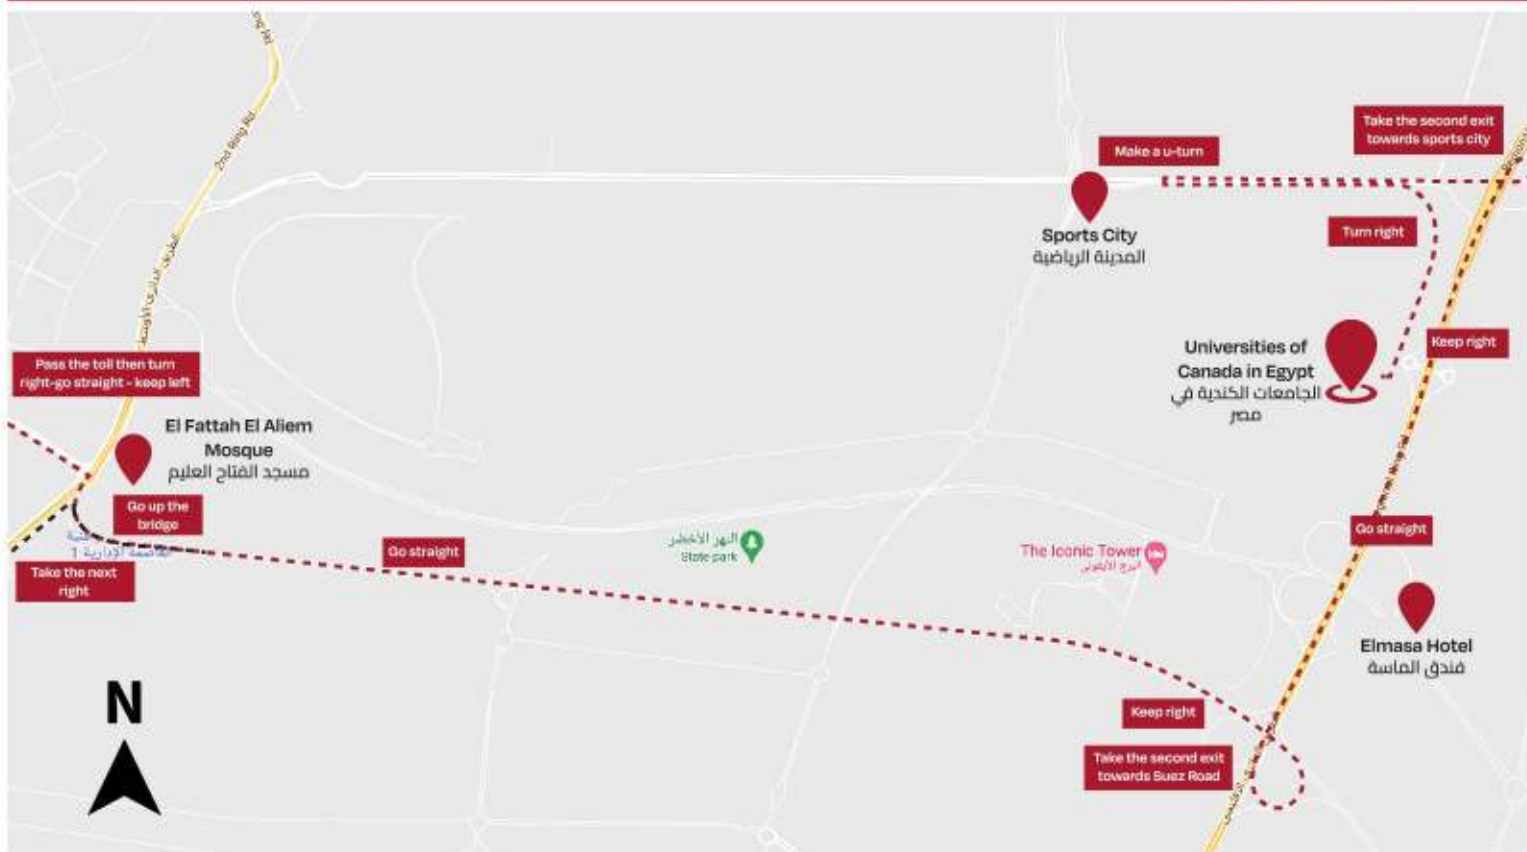 2nd Ring Rd
Take the second exit
towards sports city
Make a u-turn
Sports City
المدينة الرياضية
Turn right
الطريق الدائري الأوسط
Keep right
Universities of
Canada in Egypt
الجامعات الكندية في
مصر
Pass the toll then turn
right-go straight - keep left
El Fattah El Aliem
Mosque
مسجد الفتاح العليم
Go up the
bridge
Take the next
right
Go straight
النهر الأخضر
State park
The Iconic Tower
البرج الأيقوني
Go straight
Elmasa Hotel
فندق الماسة
N
Keep right
Take the second exit
towards Suez Road